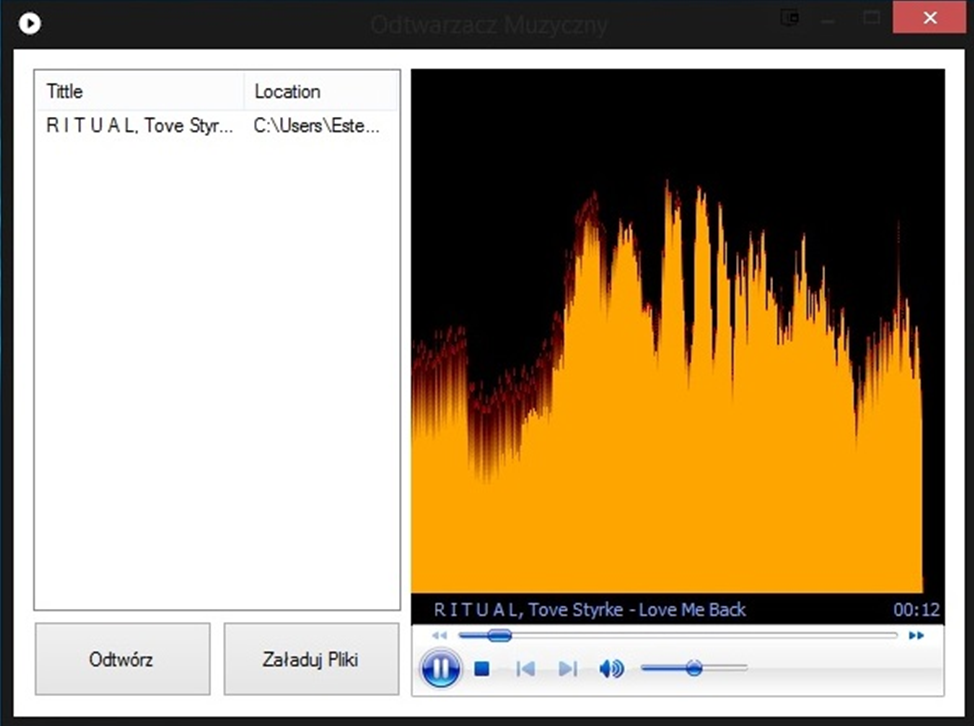 Odtwarzacz Muzyczny
Tittle Location
R I T U A L, Tove Styr... C:\Users\Este...
R I T U A L, Tove Styrke - Love Me Back 00:12
Odtwórz Załaduj Pliki